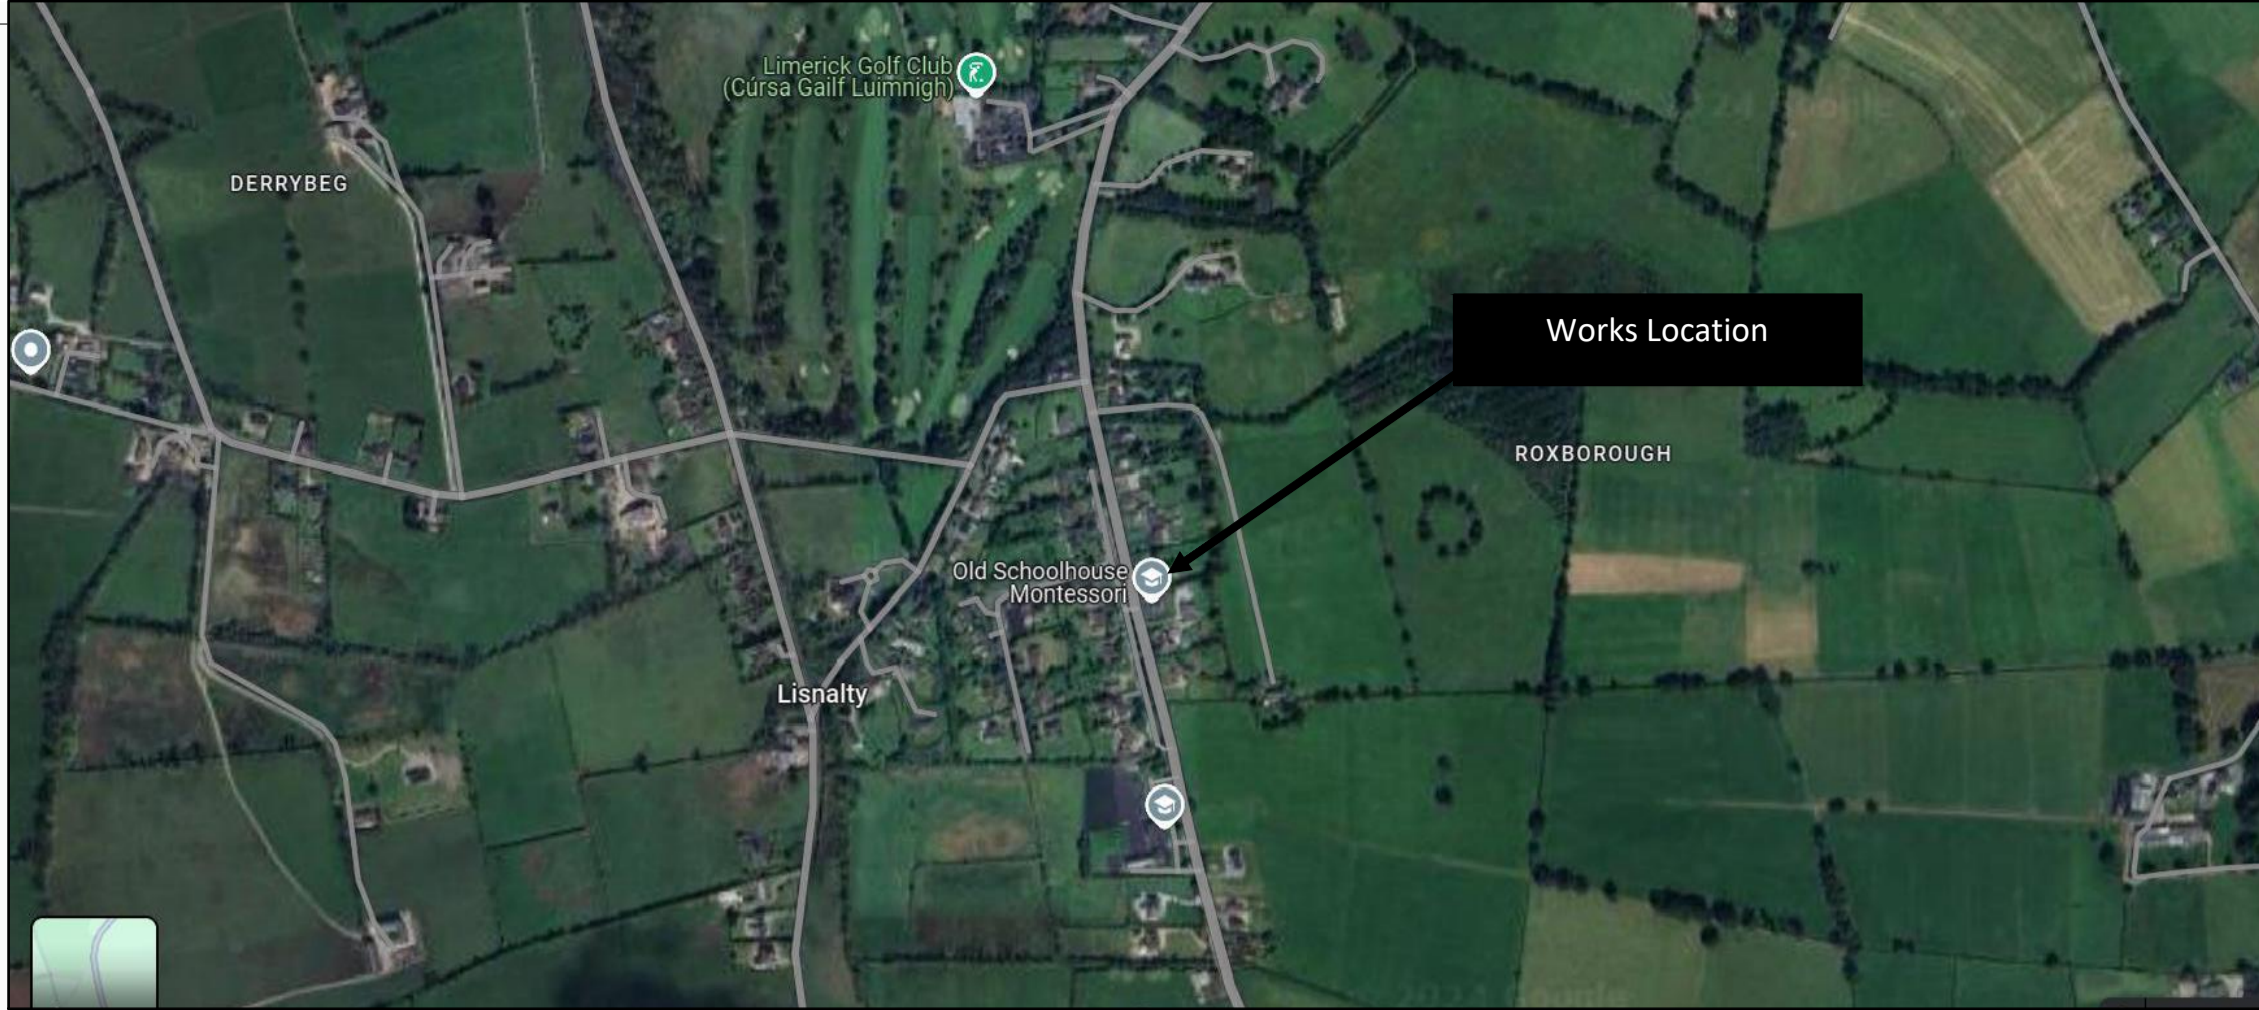 Limerick Golf Club
(Cúrsa Gailf Luimnigh)
DERRYBEG
Works Location
ROXBOROUGH
Old Schoolhouse
Montessori
Lisnalty